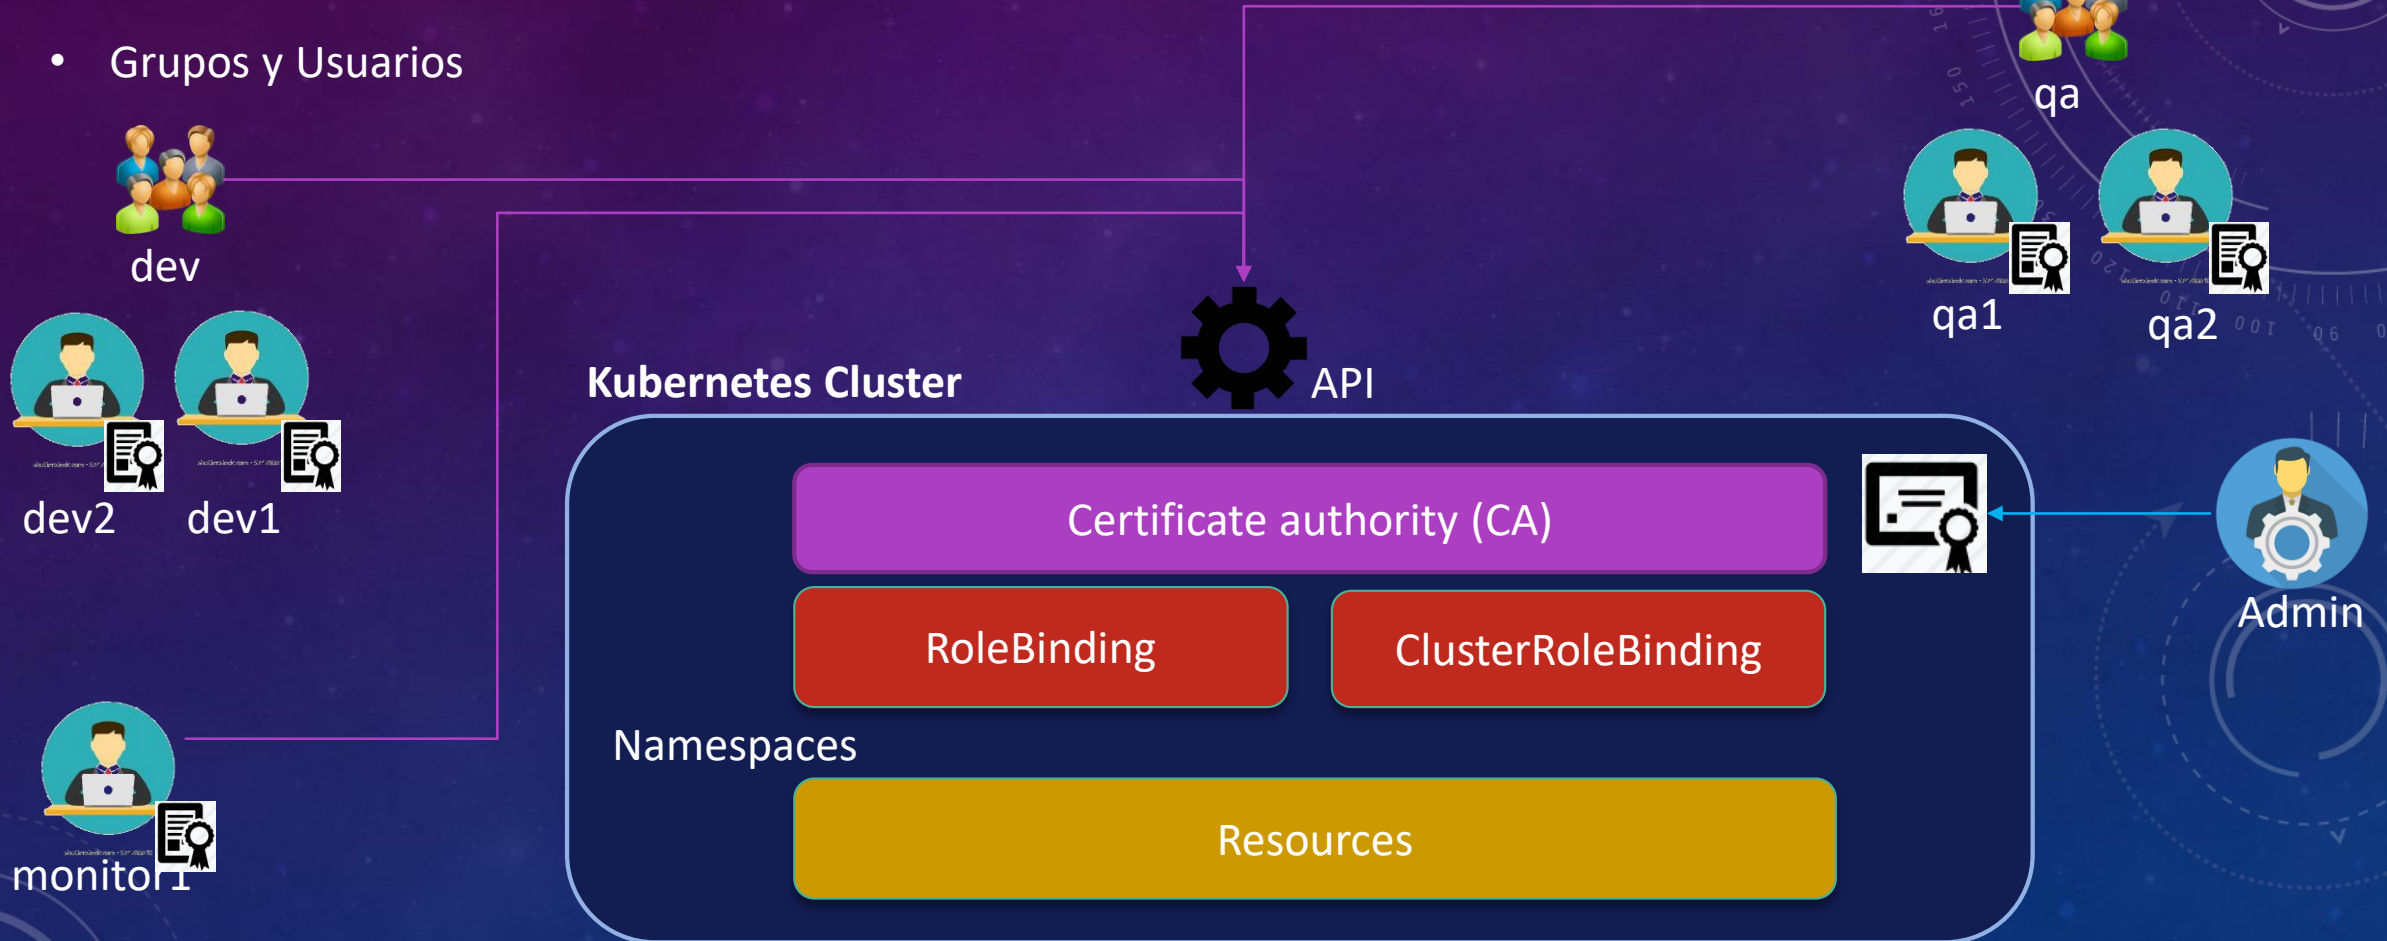 • Grupos y Usuarios
qa
dev
qa1
qa2
dev2
dev1
Kubernetes Cluster
API
Certificate authority (CA)
RoleBinding
ClusterRoleBinding
Admin
Namespaces
Resources
monitor1